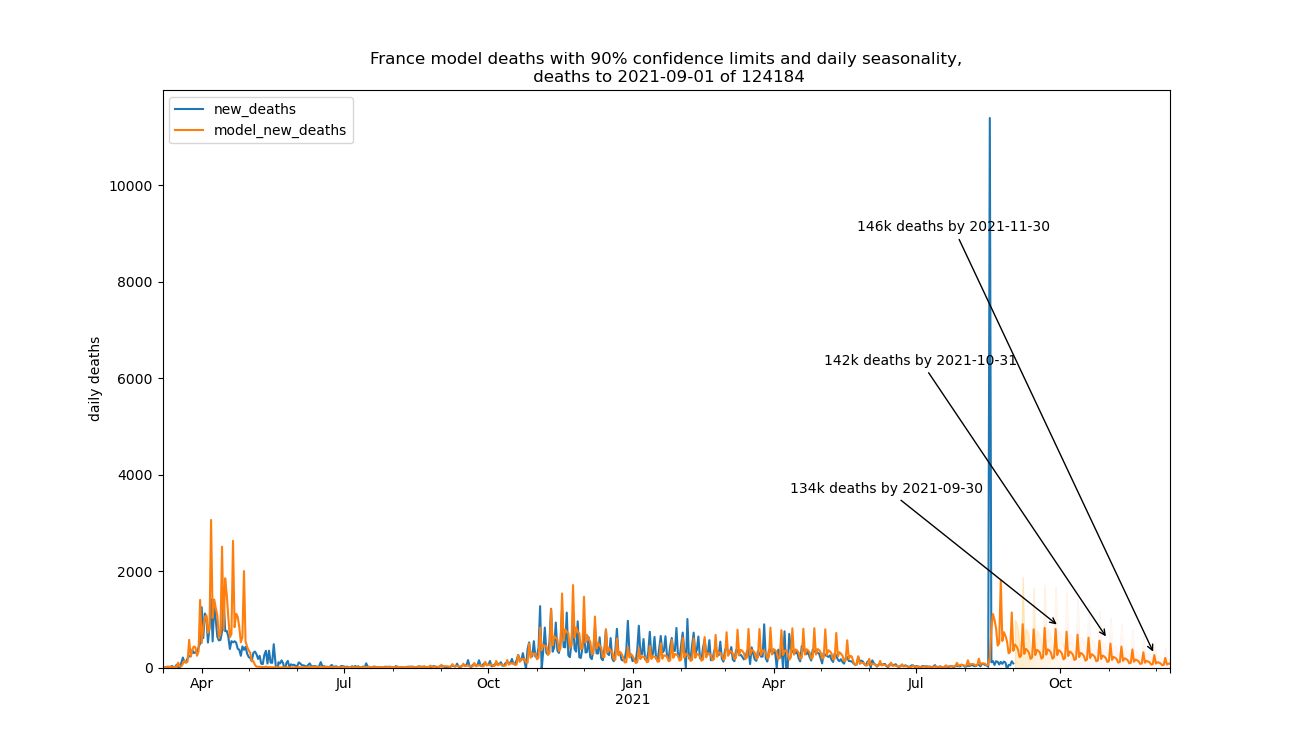 France model deaths with 90% confidence limits and daily seasonality,
deaths to 2021-09-01 of 124184
new_deaths
model_new_deaths
10000
8000
6000
4000
2000
0
daily deaths
146k deaths by 2021-11-30
142k deaths by 2021-10-31
134k deaths by 2021-09-30
Apr
Jul
Oct
Jan
2021
Apr
Jul
Oct